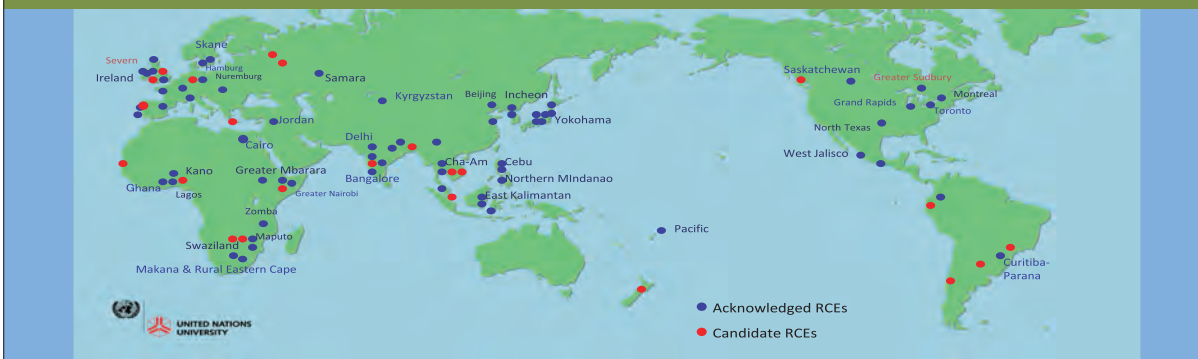 Skane
Severn
Hamburg
Ireland
Nuremburg
Samara
Kyrgyzstan
Beijing
Incheon
Yokohama
Jordan
Cairo
Delhi
Bangalore
Cha-Am
Cebu
Northern MIndanao
East Kalimantan
Kano
Ghana
Lagos
Greater Mbarara
Greater Nairobi
Zomba
Maputo
Swaziland
Makana & Rural Eastern Cape
Pacific
Saskatchewan
Greater Sudbury
Grand Rapids
Montreal
Toronto
North Texas
West Jalisco
Curitiba-
Parana
UNITED NATIONS
UNIVERSITY
Acknowledged RCEs
Candidate RCEs